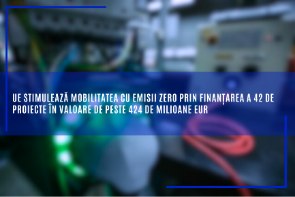 UE STIMULEAZĂ MOBILITATEA CU EMISII ZERO PRIN FINANȚAREA A 42 DE
PROIECTE ÎN VALOARE DE PESTE 424 DE MILIOANE EUR